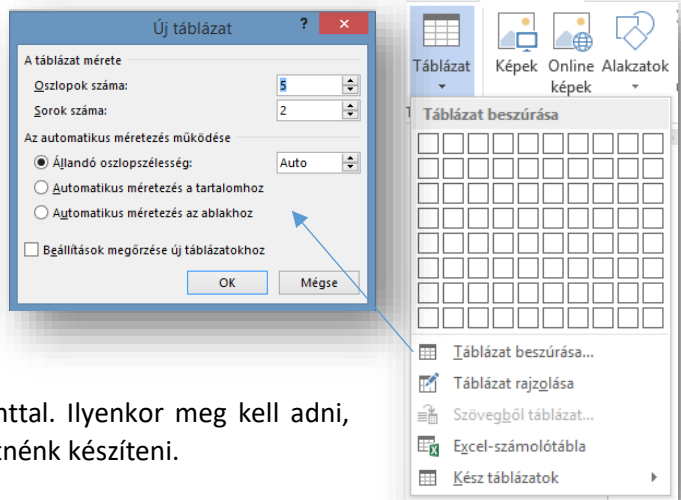 Új táblázat ?
A táblázat mérete
Oszlopok száma: 5
Sorok száma: 2
Az automatikus méretezés működése
Állandó oszlopszélesség: Auto
Automatikus méretezés a tartalomhoz
Automatikus méretezés az ablakhoz
Beállítások megőrzése új táblázatokhoz
OK Mégse
Táblázat Képek Online Alakzatok
képek
Táblázat beszúrása
Táblázat beszúrása...
Táblázat rajzolása
Szövegből táblázat...
Excel-számolótábla
Kész táblázatok
Ilyenkor meg kell adni,
készíteni.